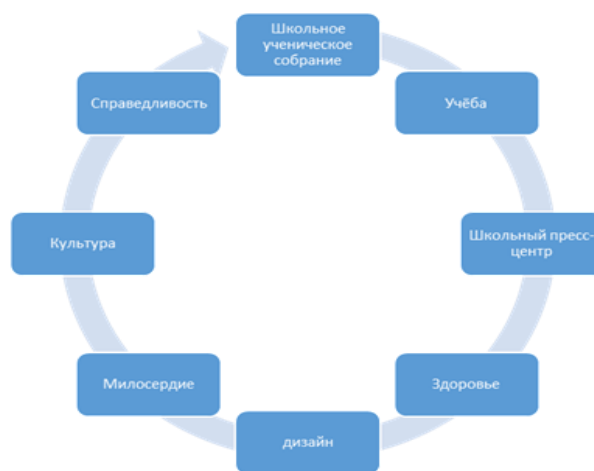 Школьное
ученическое
собрание
Учёба
Школьный пресс-
центр
Здоровье
дизайн
Милосердие
Культура
Справедливость